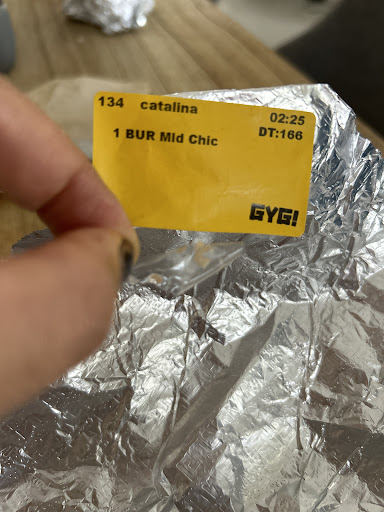 134 catalina 02:25
DT:166
1 BUR Mld Chic
GYG!